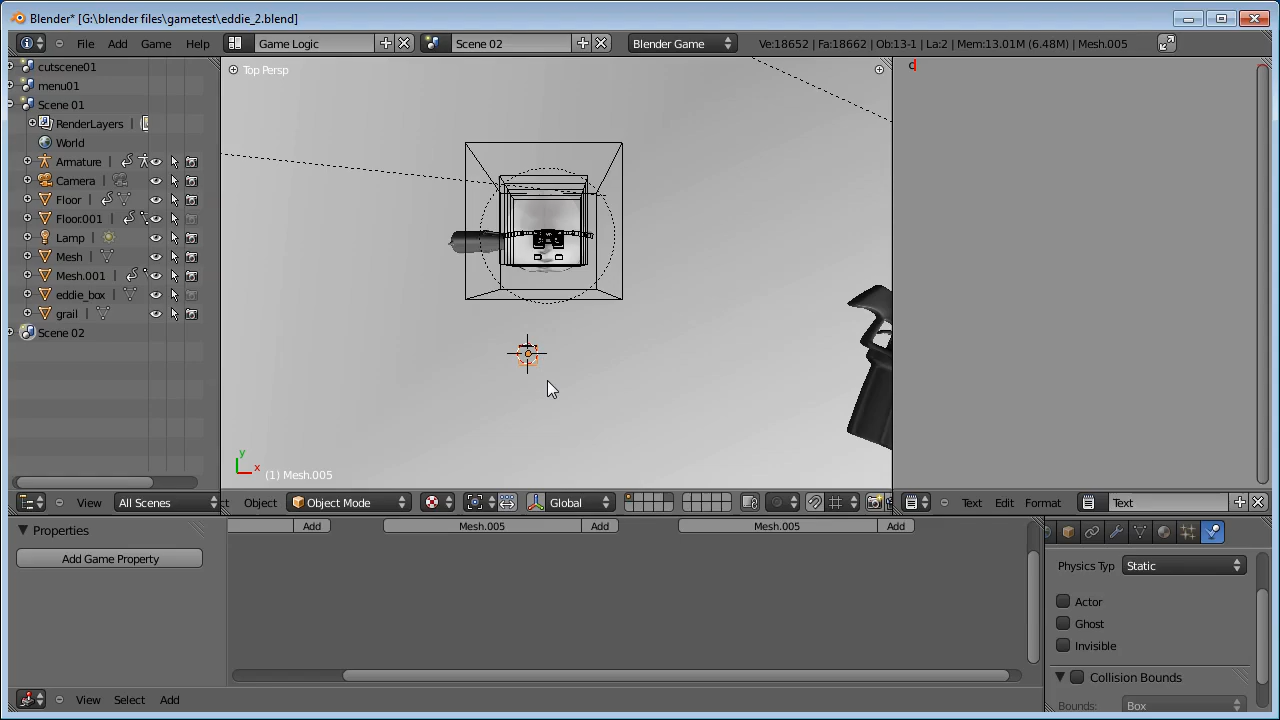 Blender* [G:\blender files\gametest\eddie_2.blend]
File Add Game Help Game Logic Scene 02 Blender Game Ve:18652 | Fa:18662 | Ob:13-1 | La:2 | Mem:13.01M (6.48M) | Mesh.005
cutscene01
menu01
Scene 01
RenderLayers |
World
Armature |
Camera |
Floor |
Floor.001 |
Lamp |
Mesh |
Mesh.001 |
eddie_box |
grail |
Scene 02
Top Persp
y
x
(1) Mesh.005
d
View All Scenes Object Object Mode Global Text Edit Format Text
Properties
Add Game Property
Add Mesh.005 Add Mesh.005 Add
Physics Typ Static
Actor
Ghost
Invisible
Collision Bounds
Bounds: Box
View Select Add